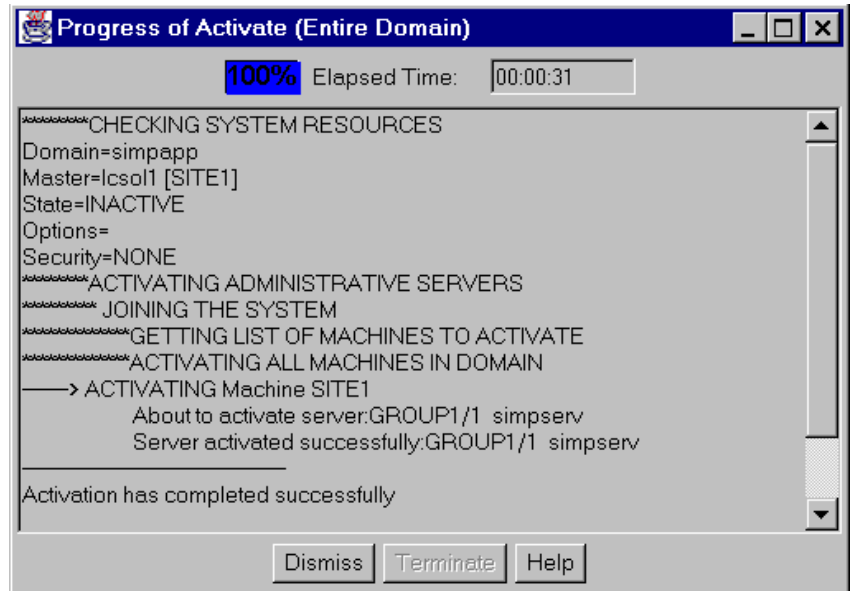 Progress of Activate (Entire Domain)
100% Elapsed Time: 00:00:31
*********CHECKING SYSTEM RESOURCES
Domain=simpapp
Master=lcsol1 [SITE1]
State=INACTIVE
Options=
Security=NONE
*********ACTIVATING ADMINISTRATIVE SERVERS
********** JOINING THE SYSTEM
**************GETTING LIST OF MACHINES TO ACTIVATE
**************ACTIVATING ALL MACHINES IN DOMAIN
----> ACTIVATING Machine SITE1
About to activate server:GROUP1/1 simpserv
Server activated successfully:GROUP1/1 simpserv
-----------------------
Activation has completed successfully
Dismiss Terminate Help